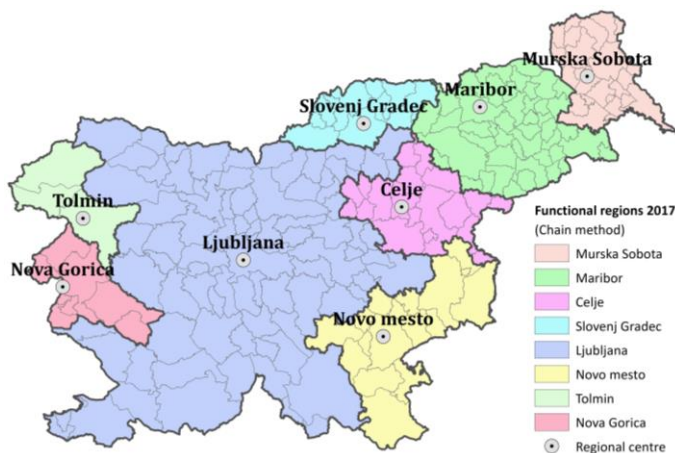 Murska Sobota
Maribor
Slovenj Gradec
Celje
Tolmin
Ljubljana
Nova Gorica
Novo mesto
Functional regions 2017
(Chain method)
Murska Sobota
Maribor
Celje
Slovenj Gradec
Ljubljana
Novo mesto
Tolmin
Nova Gorica
Regional centre